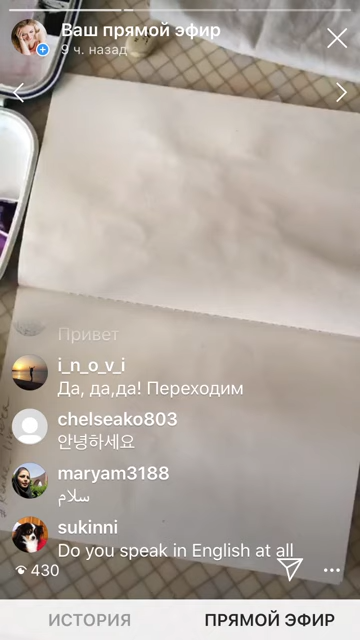 Ваш прямой эфир
9 ч. назад
Привет
i_n_o_v_i
Да, да,да! Переходим
chelseako803
안녕하세요
maryam3188
سلام
sukinni
Do you speak in English at all
430
ИСТОРИЯ
ПРЯМОЙ ЭФИР